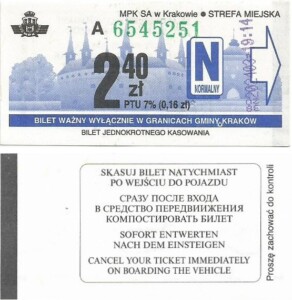 MPK SA w Krakowie • STREFA MIEJSKA
A 6545251
2 40 zł
N
NORMALNY
PTU 7% (0,16 zł)
BILET WAŻNY WYŁĄCZNIE W GRANICACH GMINY KRAKÓW
BILET JEDNOKROTNEGO KASOWANIA
SKASUJ BILET NATYCHMIAST
PO WEJŚCIU DO POJAZDU
СРАЗУ ПОСЛЕ ВХОДА
В СРЕДСТВО ПЕРЕДВИЖЕНИЯ
КОМПОСТИРОВАТЬ БИЛЕТ
SOFORT ENTWERTEN
NACH DEM EINSTEIGEN
CANCEL YOUR TICKET IMMEDIATELY
ON BOARDING THE VEHICLE
Proszę zachować do kontroli